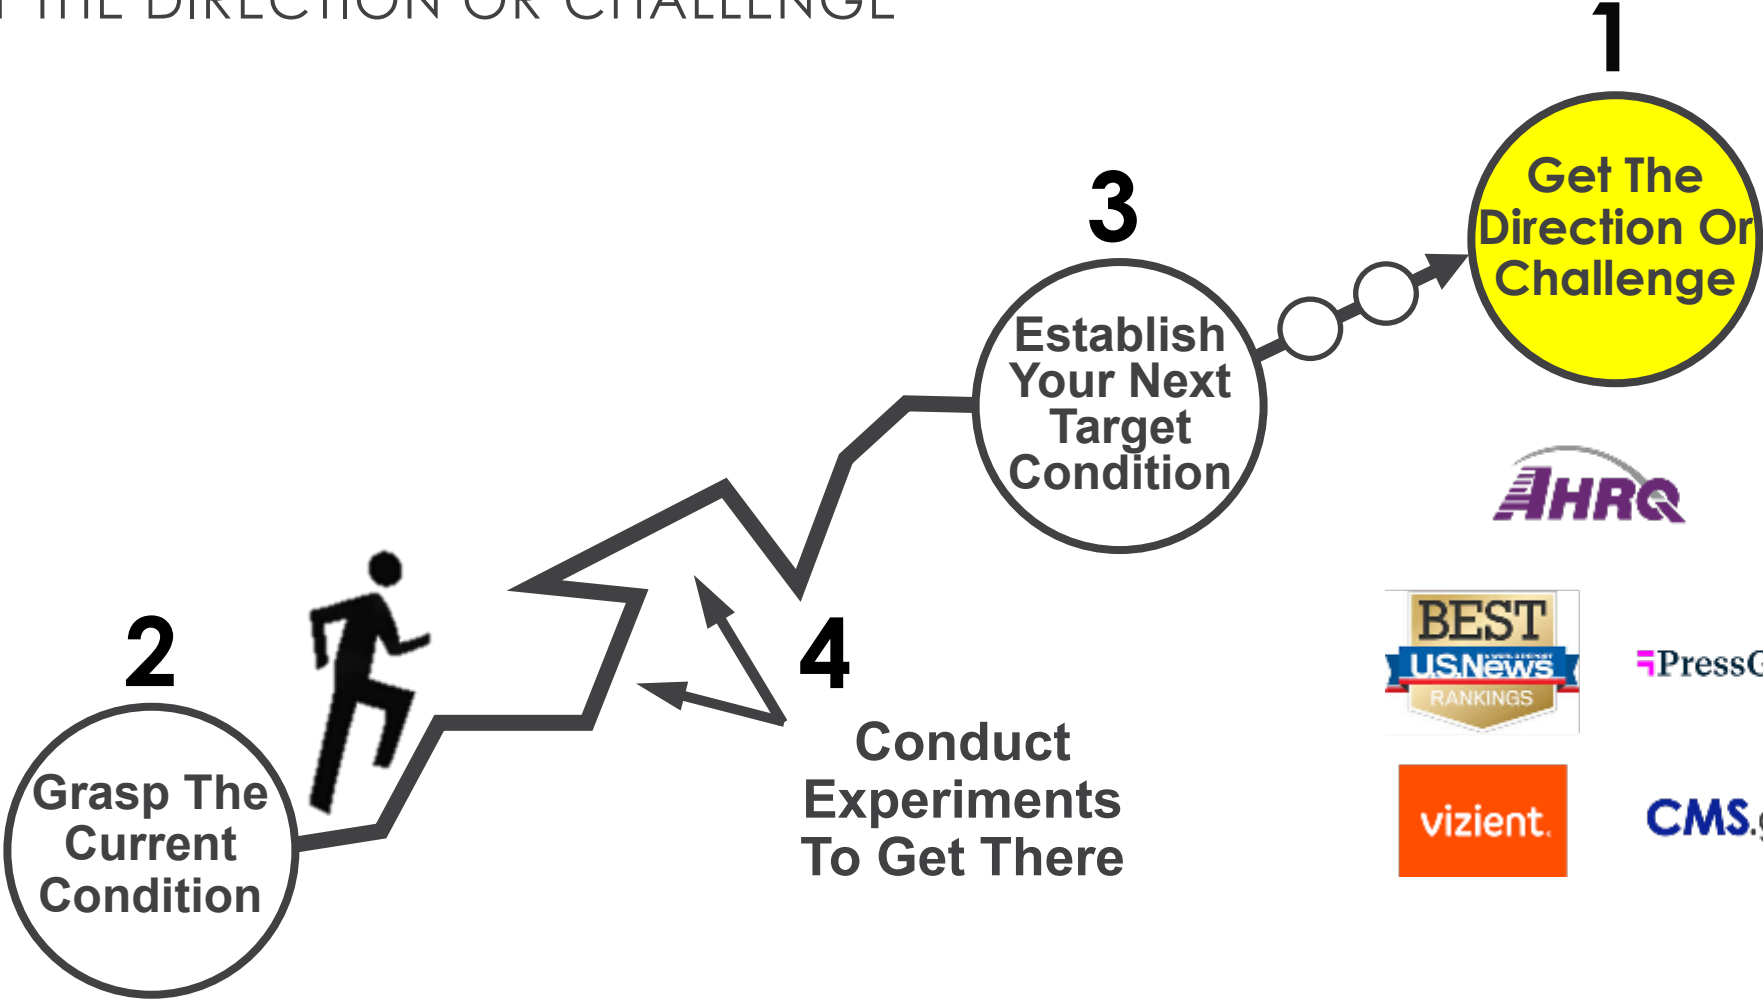 THE DIRECTION OR CHALLENGE
1
Get The
Direction Or
Challenge
3
Establish
Your Next
Target
Condition
AHRQ
2
4
BEST
U.S.News
RANKINGS
PressG
Conduct
Experiments
To Get There
Grasp The
Current
Condition
vizient.
CMS.g